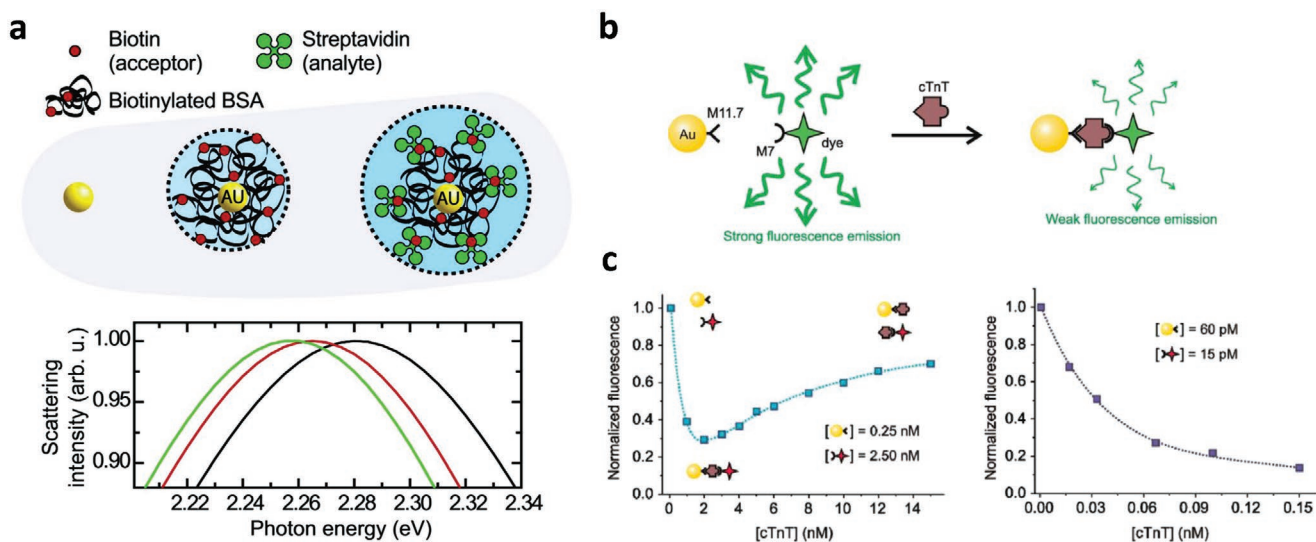 a
Biotin
(acceptor)
Streptavidin
(analyte)
Biotinylated BSA
AU
AU
Scattering
intensity (arb. u.)
1.00
0.95
0.90
2.22
2.24
2.26
2.28
2.30
2.32
2.34
Photon energy (eV)
b
M11.7
Au
M7
dye
Strong fluorescence emission
cTnT
Weak fluorescence emission
c
Normalized fluorescence
1.0
0.8
0.6
0.4
0.2
0.0
0 2 4 6 8 10 12 14
[cTnT] (nM)
[ ] = 0.25 nM
[ ] = 2.50 nM
Normalized fluorescence
1.0
0.8
0.6
0.4
0.2
0.0
0.00 0.03 0.06 0.09 0.12 0.15
[cTnT] (nM)
[ ] = 60 pM
[ ] = 15 pM